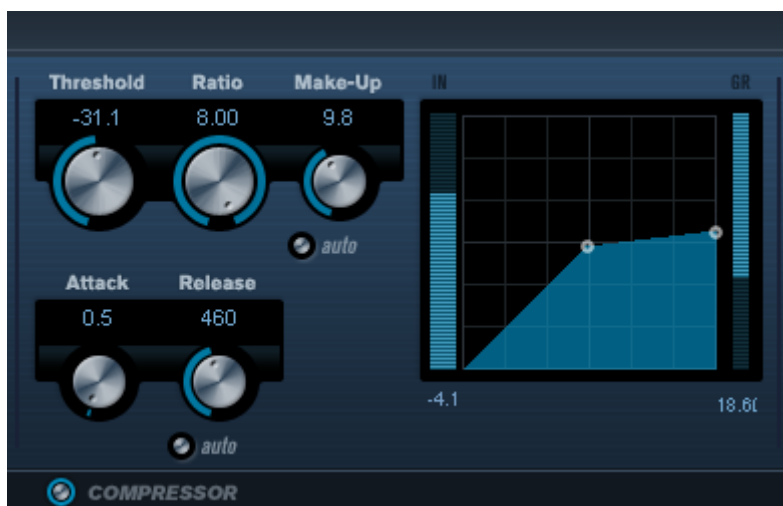 Threshold Ratio Make-Up IN GR
-31.1 8.00 9.8
auto
Attack Release
0.5 460
-4.1
auto
COMPRESSOR